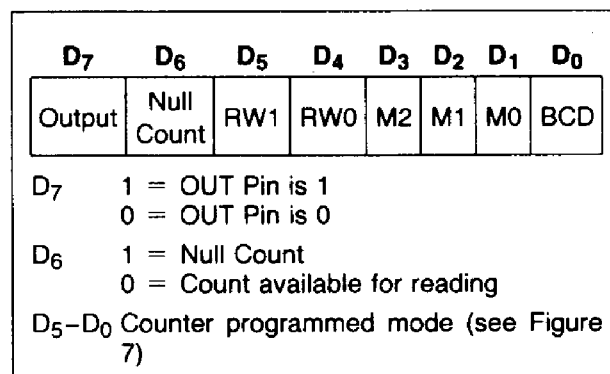 D7 D6 D5 D4 D3 D2 D1 D0
Output Null Count RW1 RW0 M2 M1 M0 BCD
D7 1 = OUT Pin is 1
0 = OUT Pin is 0
D6 1 = Null Count
0 = Count available for reading
D5–D0 Counter programmed mode (see Figure
7)